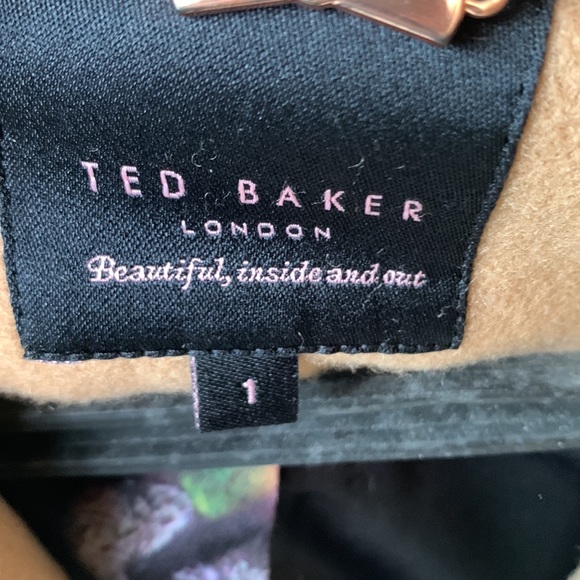 TED BAKER
LONDON
Beautiful, inside and out
1